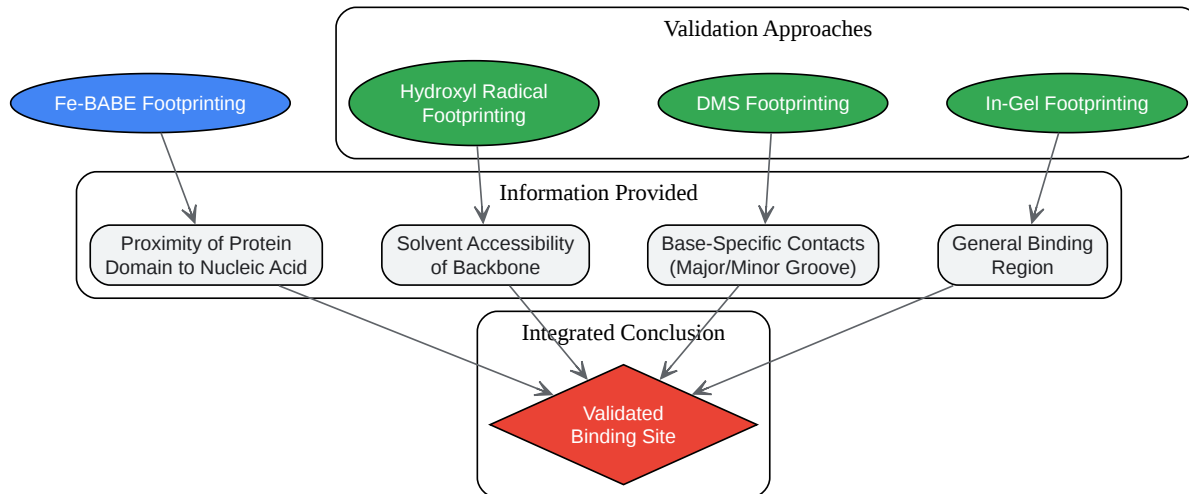 Validation Approaches
Fe-BABE Footprinting
Hydroxyl Radical
Footprinting
DMS Footprinting
In-Gel Footprinting
Information Provided
Proximity of Protein
Domain to Nucleic Acid
Solvent Accessibility
of Backbone
Base-Specific Contacts
(Major/Minor Groove)
General Binding
Region
Integrated Conclusion
Validated
Binding Site